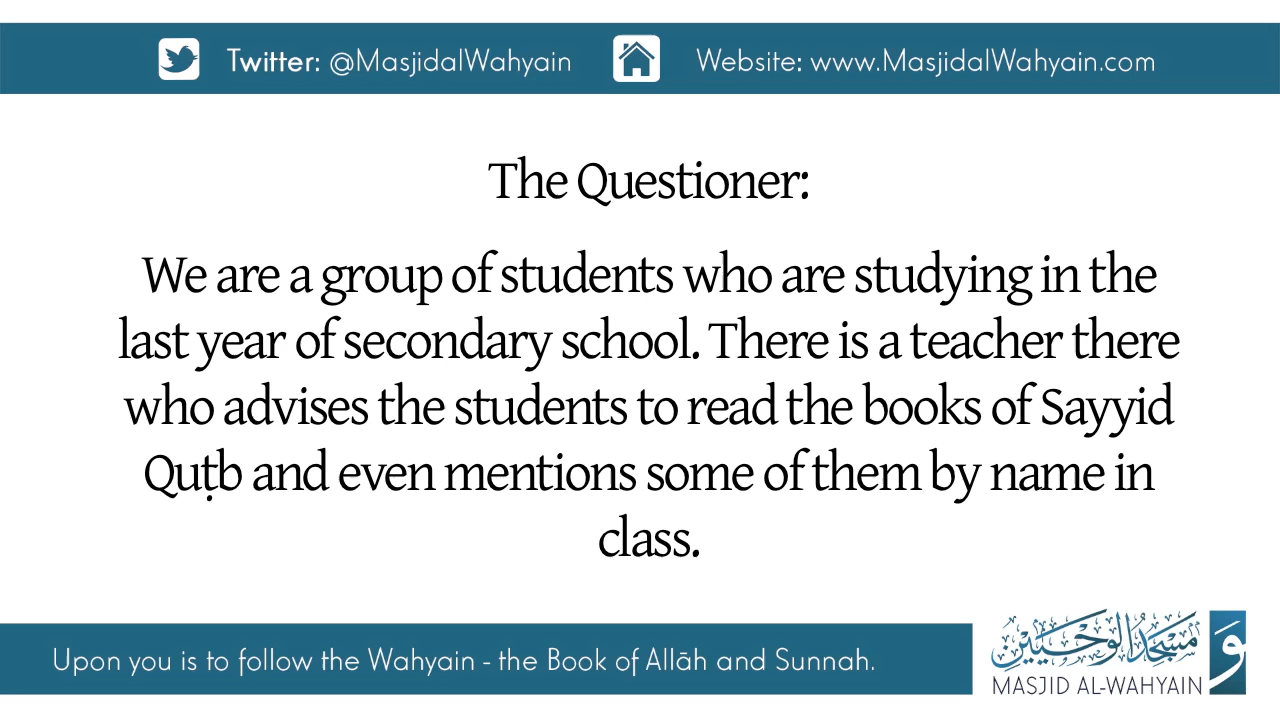 Twitter: @MasjidalWahyain Website: www.MasjidalWahyain.com
The Questioner:
We are a group of students who are studying in the
last year of secondary school. There is a teacher there
who advises the students to read the books of Sayyid
Quṭb and even mentions some of them by name in
class.
Upon you is to follow the Wahyain - the Book of Allāh and Sunnah.
مسجد الوحيين
و
MASJID AL-WAHYAIN